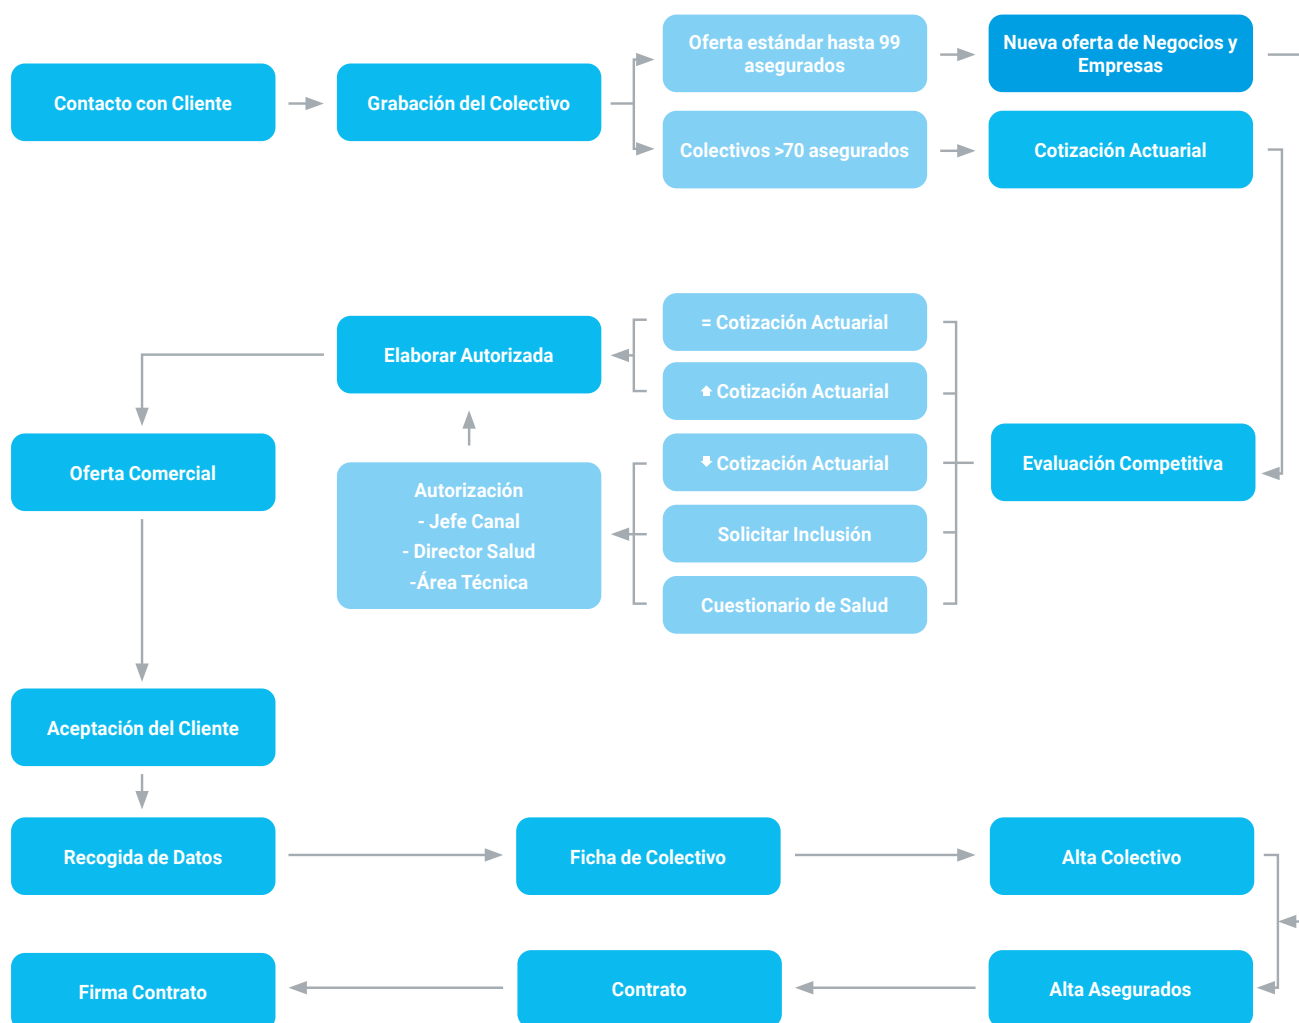 Oferta estándar hasta 99
asegurados
Nueva oferta de Negocios y
Empresas
Contacto con Cliente
Grabación del Colectivo
Colectivos >70 asegurados
Cotización Actuarial
= Cotización Actuarial
Elaborar Autorizada
Cotización Actuarial
Cotización Actuarial
Evaluación Competitiva
Oferta Comercial
Autorización
- Jefe Canal
- Director Salud
-Área Técnica
Solicitar Inclusión
Cuestionario de Salud
Aceptación del Cliente
Recogida de Datos
Ficha de Colectivo
Alta Colectivo
Firma Contrato
Contrato
Alta Asegurados